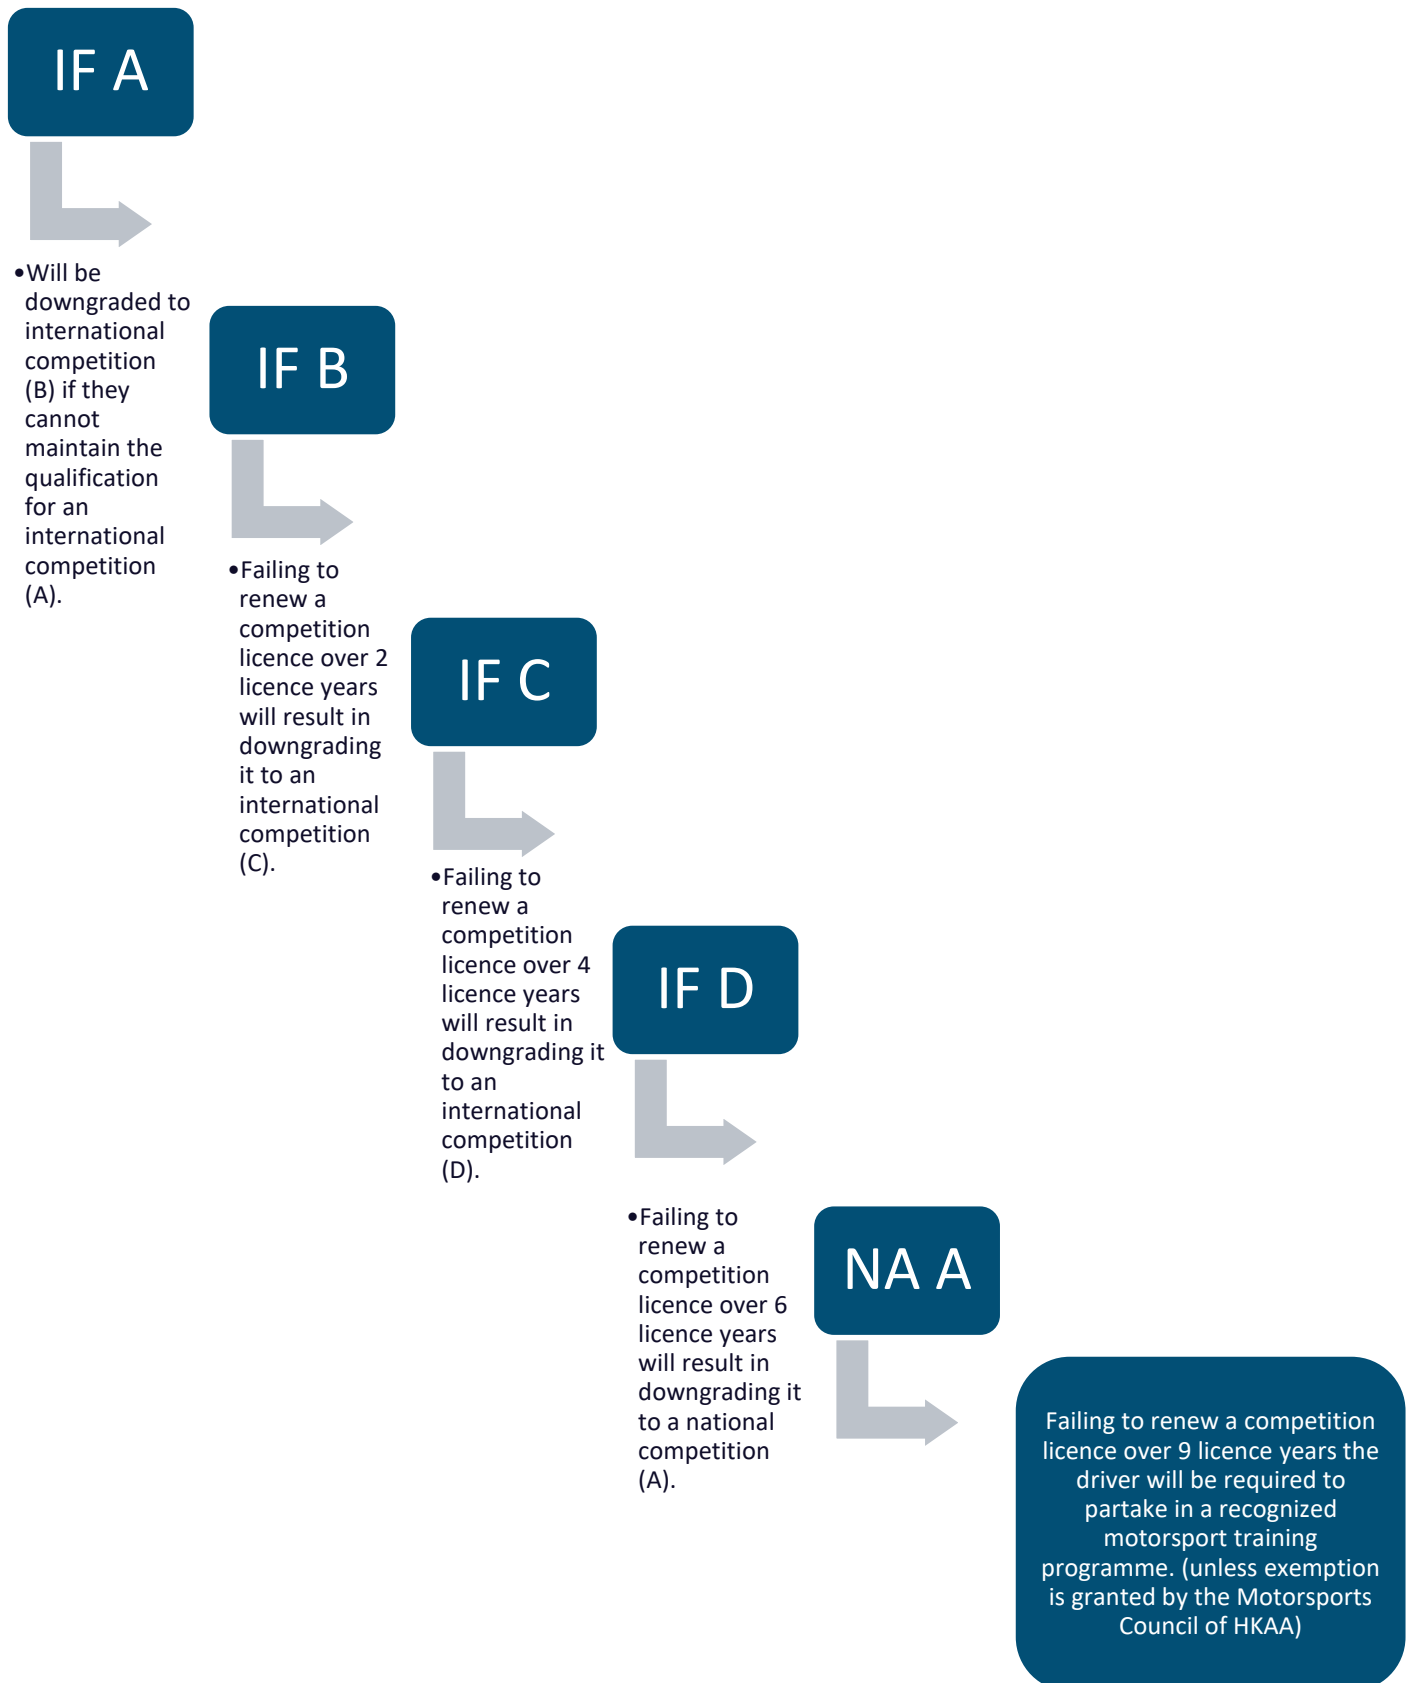 IF A
•Will be
downgraded to
international
competition
(B) if they
cannot
maintain the
qualification
for an
international
competition
(A).
IF B
•Failing to
renew a
competition
licence over 2
licence years
will result in
downgrading
it to an
international
competition
(C).
IF C
•Failing to
renew a
competition
licence over 4
licence years
will result in
downgrading it
to an
international
competition
(D).
IF D
•Failing to
renew a
competition
licence over 6
licence years
will result in
downgrading it
to a national
competition
(A).
NA A
Failing to renew a competition
licence over 9 licence years the
driver will be required to
partake in a recognized
motorsport training
programme. (unless exemption
is granted by the Motorsports
Council of HKAA)